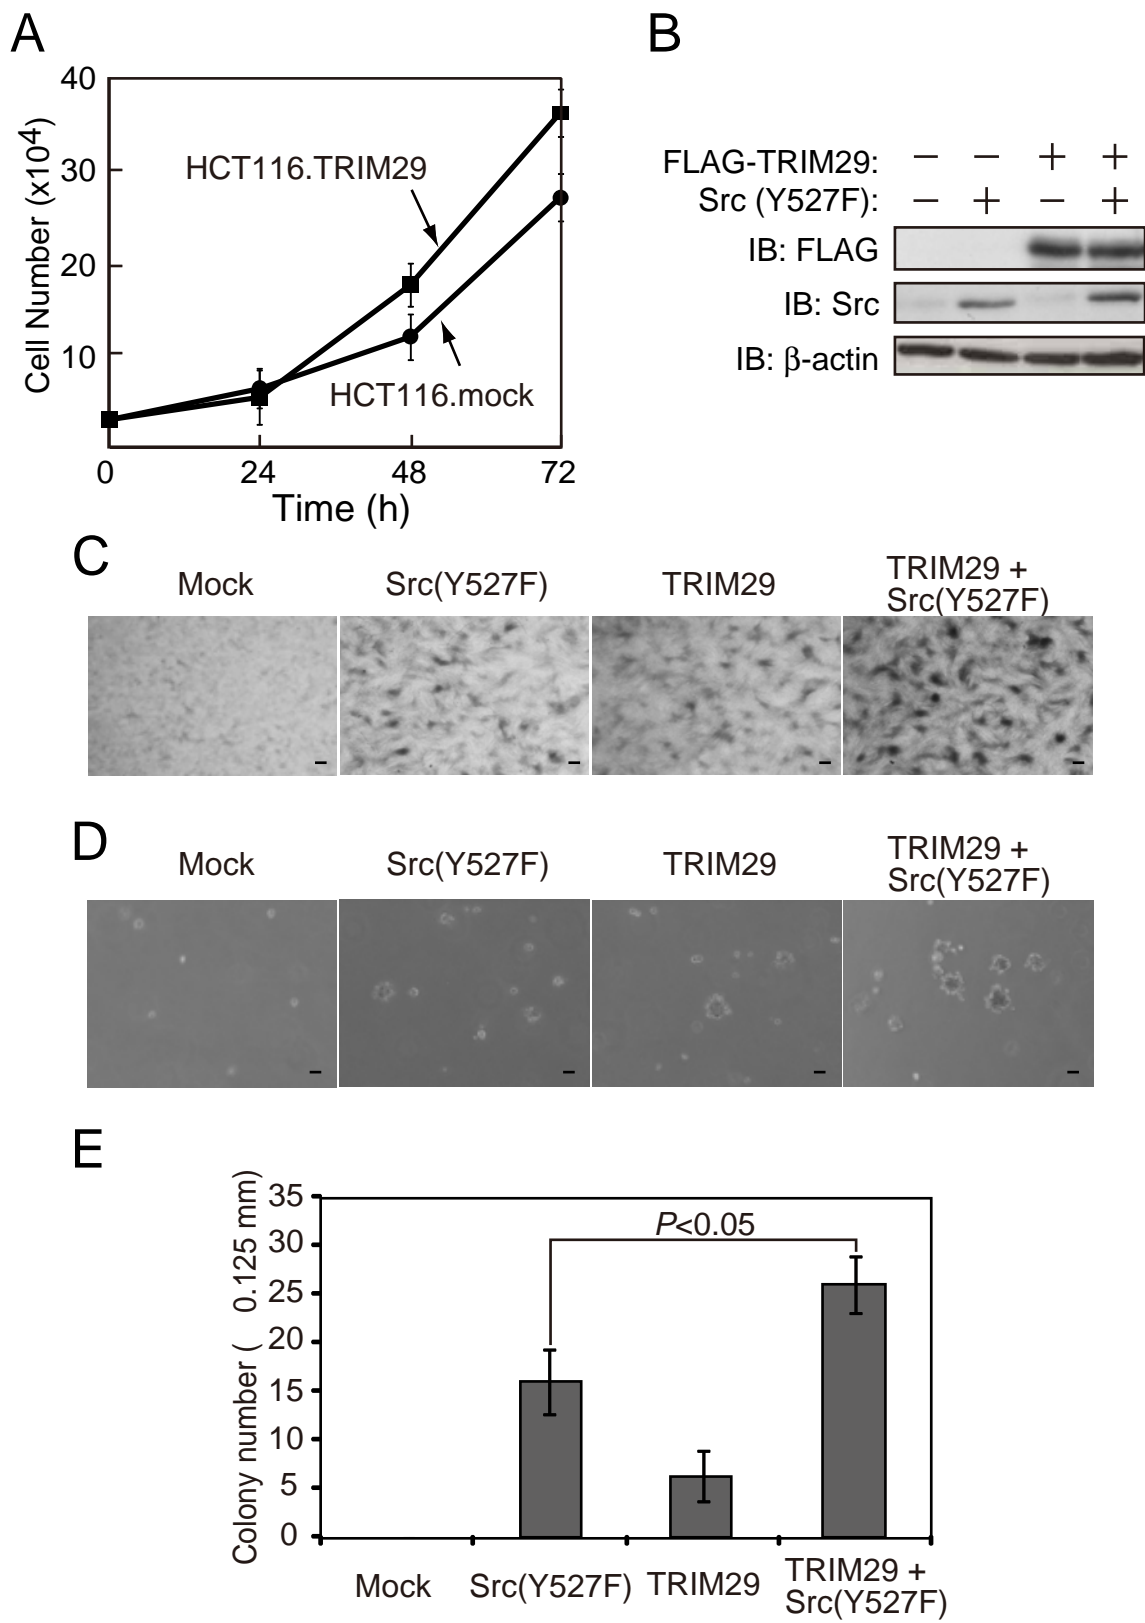 A
Cell Number (x10⁴)
40
30
20
10
HCT116.TRIM29
HCT116.mock
0 24 48 72
Time (h)
B
FLAG-TRIM29: − − + +
Src (Y527F): − + − +
IB: FLAG
IB: Src
IB: β-actin
C
Mock Src(Y527F) TRIM29 TRIM29 +
Src(Y527F)
D
Mock Src(Y527F) TRIM29 TRIM29 +
Src(Y527F)
E
Colony number ( 0.125 mm)
35
30
25
20
15
10
5
0
P<0.05
Mock Src(Y527F) TRIM29 TRIM29 +
Src(Y527F)